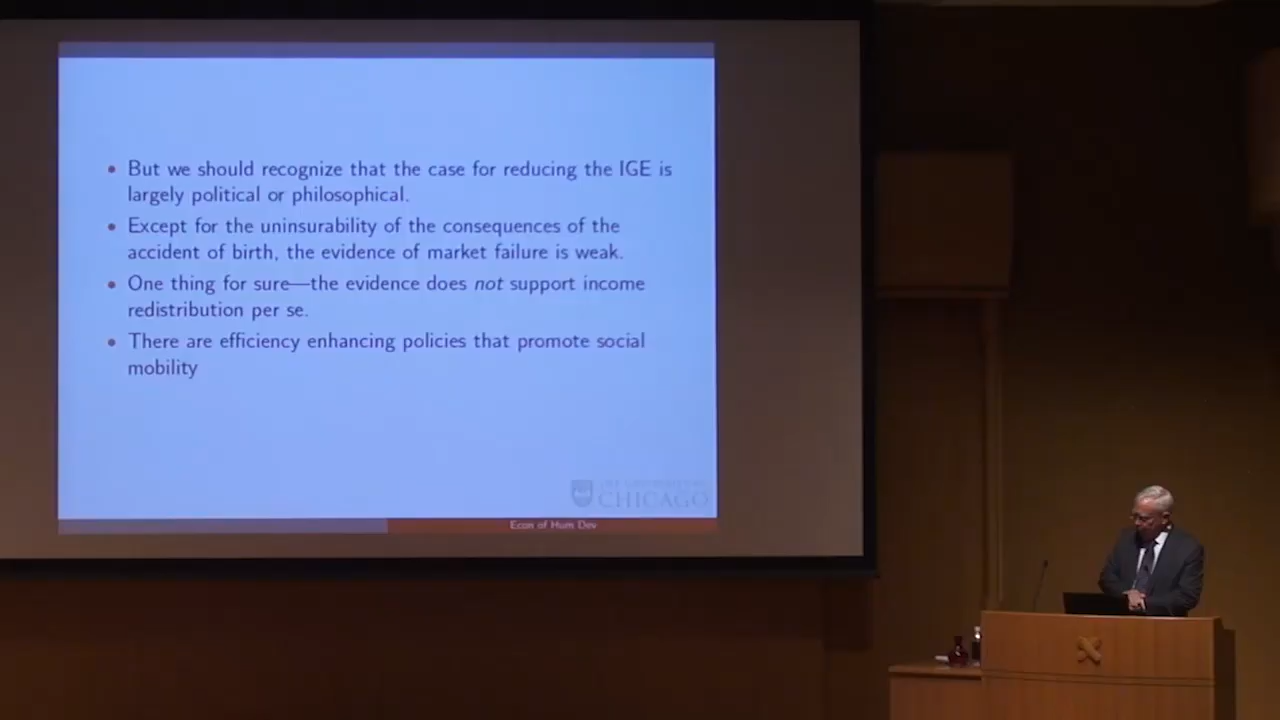 But we should recognize that the case for reducing the IGE is
largely political or philosophical.
Except for the uninsurability of the consequences of the
accident of birth, the evidence of market failure is weak.
One thing for sure—the evidence does not support income
redistribution per se.
There are efficiency enhancing policies that promote social
mobility
CHICAGO
Econ of Hum Dev